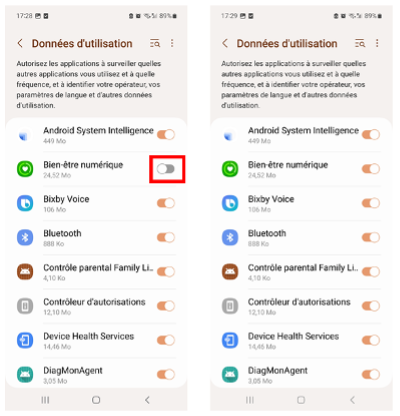 17:28
89%
Données d'utilisation
Autorisez les applications à surveiller quelles
autres applications vous utilisez et à quelle
fréquence, et à identifier votre opérateur, vos
paramètres de langue et d'autres données
d'utilisation.
Android System Intelligence
449 Mo
Bien-être numérique
24,52 Mo
Bixby Voice
106 Mo
Bluetooth
888 Ko
Contrôle parental Family Li..
4,10 Ko
Contrôleur d'autorisations
12,10 Mo
Device Health Services
14,46 Mo
DiagMonAgent
3,05 Mo
17:29
89%
Données d'utilisation
Autorisez les applications à surveiller quelles
autres applications vous utilisez et à quelle
fréquence, et à identifier votre opérateur, vos
paramètres de langue et d'autres données
d'utilisation.
Android System Intelligence
449 Mo
Bien-être numérique
24,52 Mo
Bixby Voice
106 Mo
Bluetooth
888 Ko
Contrôle parental Family Li..
4,10 Ko
Contrôleur d'autorisations
12,10 Mo
Device Health Services
14,46 Mo
DiagMonAgent
3,05 Mo